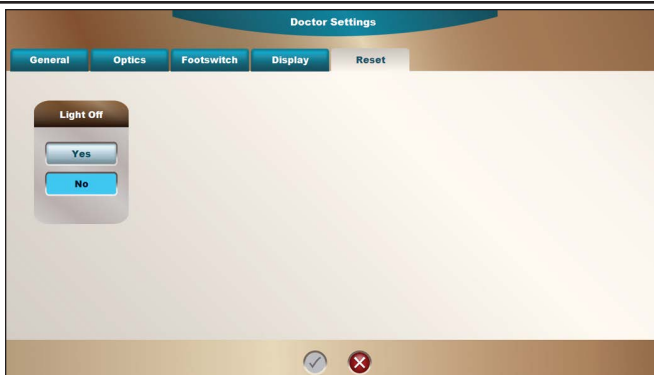 Doctor Settings
General Optics Footswitch Display Reset
Light Off
Yes
No